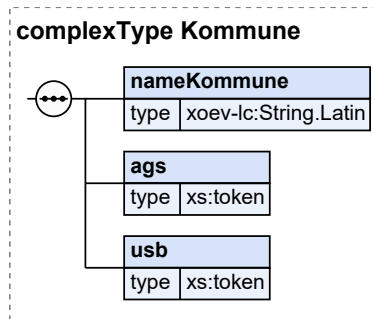 complexType Kommune
nameKommune
type xoev-lc:String.Latin
ags
type xs:token
usb
type xs:token